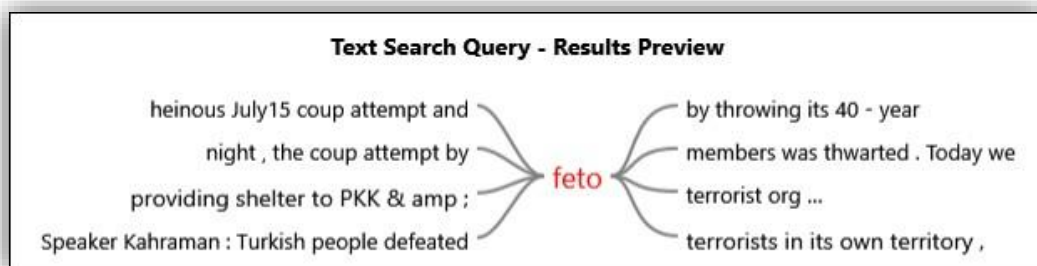 Text Search Query - Results Preview
heinous July15 coup attempt and
night , the coup attempt by
providing shelter to PKK & amp ;
Speaker Kahraman : Turkish people defeated
feto
by throwing its 40 - year
members was thwarted . Today we
terrorist org ...
terrorists in its own territory ,